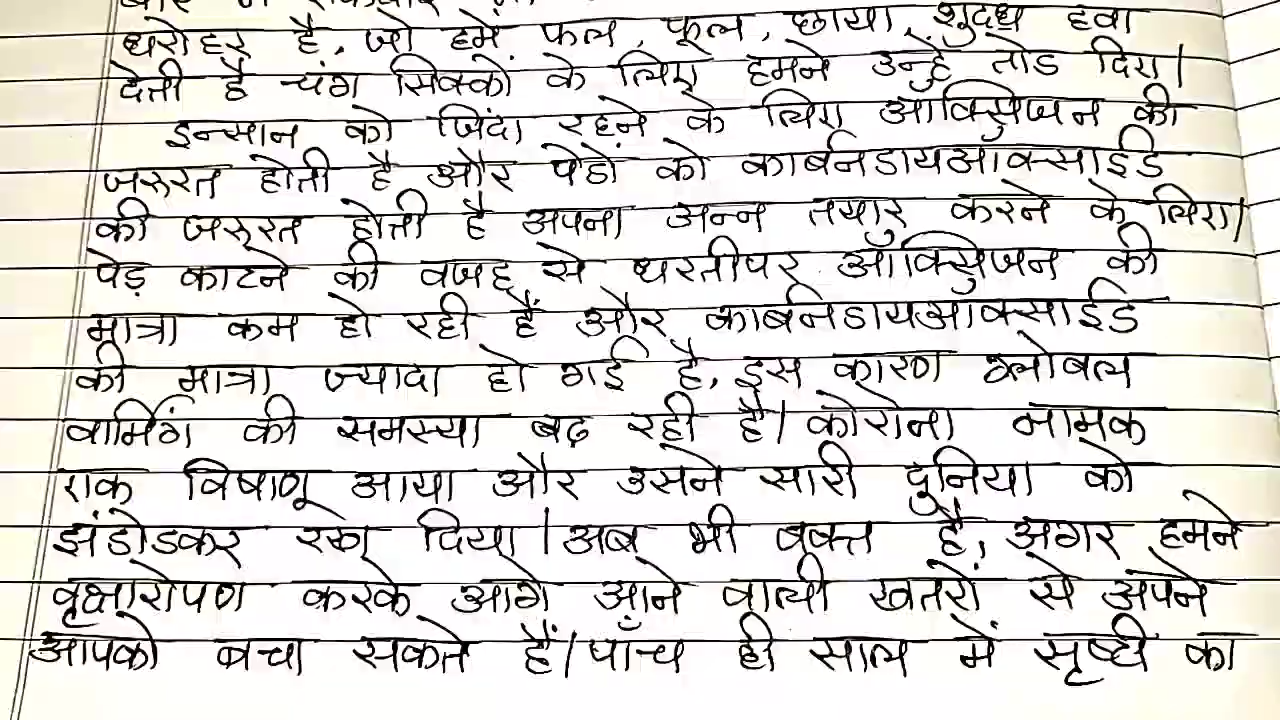 धरोहर है, जो हमें फल, फूल, छाया, शुद्ध हवा
देती है चंग सिक्कों के लिए हमने उन्हें तोड दिए।
इन्सान को जिंदा रहने के लिए ऑक्सिजन की
जरुरत होती है और पेडों को कार्बनडायऑक्साईड
की जरुरत होती है अपना अन्न तयार करने के लिए।
पेड़ काटने की वजह से धरतीपर ऑक्सिजन की
मात्रा कम हो रही हैं और कार्बनडायऑक्साईड
की मात्रा ज्यादा हो गई है, इस कारण ग्लोबल
वार्मिंग की समस्या बढ़ रही है। कोरोना नामक
एक विषाणू आया और उसने सारी दुनिया को
झंडोडकर रख दिया। अब भी वक्त है, अगर हमने
वृक्षारोपण करके आगे आने वाली खतरों से अपने
आपको बचा सकते हैं। पाँच ही साल में सृष्टी का